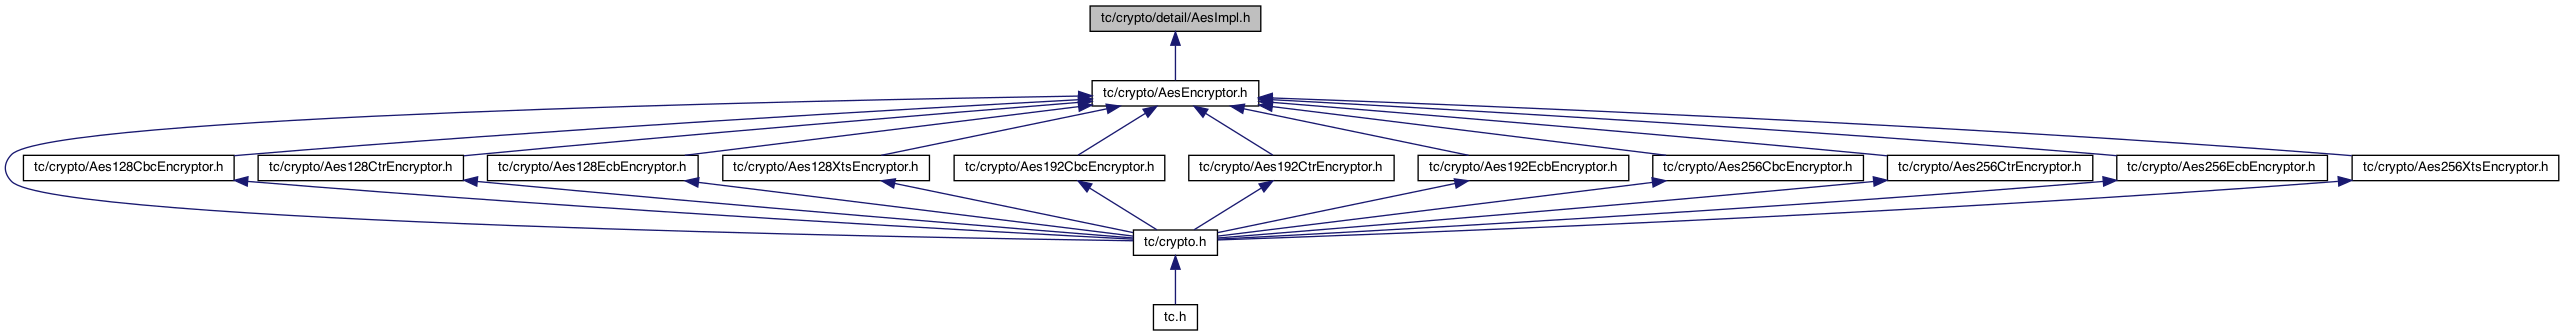 tc/crypto/detail/AesImpl.h
tc/crypto/AesEncryptor.h
tc/crypto/Aes128CbcEncryptor.h
tc/crypto/Aes128CtrEncryptor.h
tc/crypto/Aes128EcbEncryptor.h
tc/crypto/Aes128XtsEncryptor.h
tc/crypto/Aes192CbcEncryptor.h
tc/crypto/Aes192CtrEncryptor.h
tc/crypto/Aes192EcbEncryptor.h
tc/crypto/Aes256CbcEncryptor.h
tc/crypto/Aes256CtrEncryptor.h
tc/crypto/Aes256EcbEncryptor.h
tc/crypto/Aes256XtsEncryptor.h
tc/crypto.h
tc.h